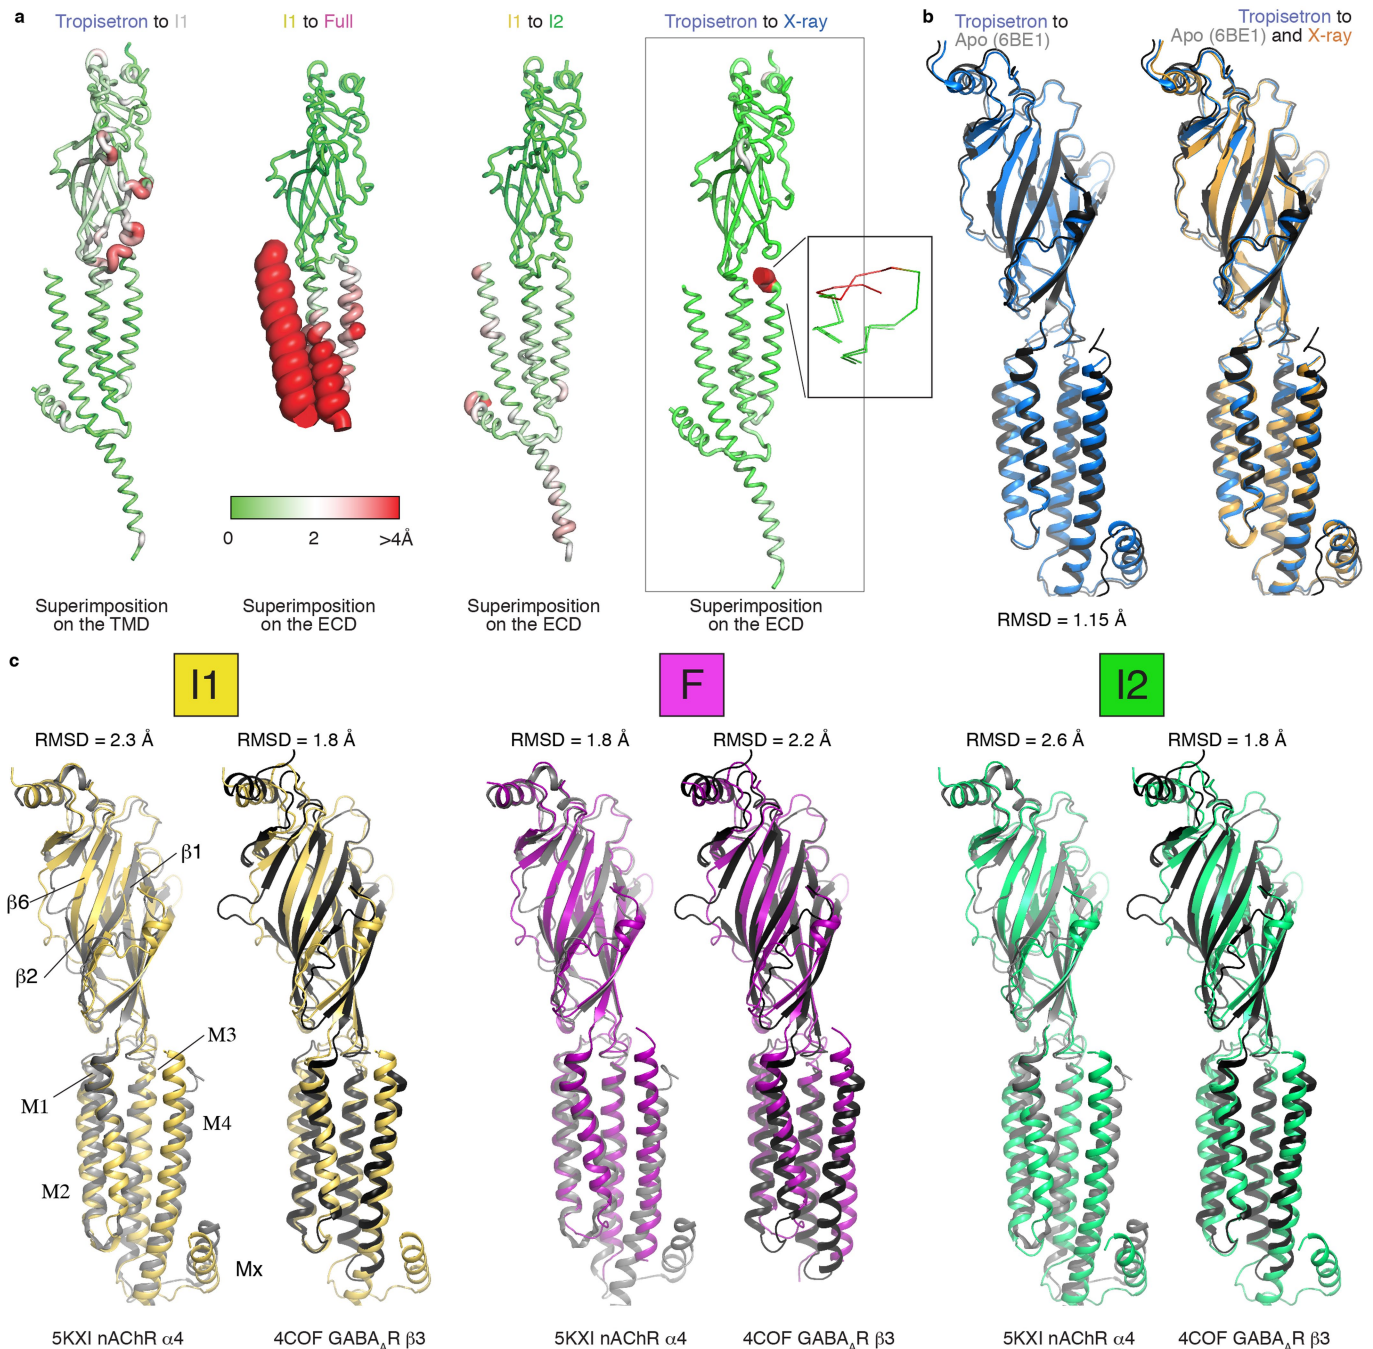 a
Tropisetron to I1
I1 to Full
I1 to I2
Tropisetron to X-ray
0
2
>4Å
Superimposition
on the TMD
Superimposition
on the ECD
Superimposition
on the ECD
Superimposition
on the ECD
b
Tropisetron to
Apo (6BE1)
Tropisetron to
Apo (6BE1) and X-ray
RMSD = 1.15 Å
c
I1
F
I2
RMSD = 2.3 Å
RMSD = 1.8 Å
RMSD = 1.8 Å
RMSD = 2.2 Å
RMSD = 2.6 Å
RMSD = 1.8 Å
β1
β6
β2
M3
M1
M4
M2
Mx
5KXI nAChR α4
4COF GABAAR β3
5KXI nAChR α4
4COF GABAAR β3
5KXI nAChR α4
4COF GABAAR β3